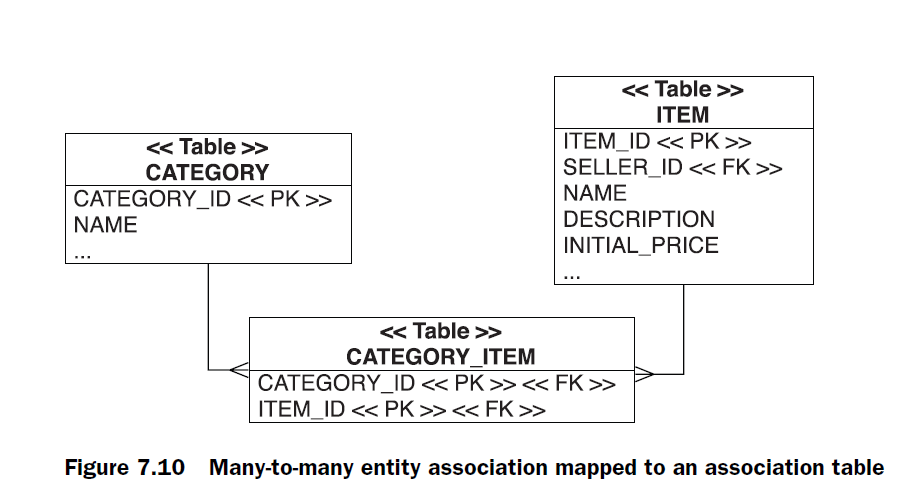 << Table >>
CATEGORY
CATEGORY_ID << PK >>
NAME
...
<< Table >>
ITEM
ITEM_ID << PK >>
SELLER_ID << FK >>
NAME
DESCRIPTION
INITIAL_PRICE
...
<< Table >>
CATEGORY_ITEM
CATEGORY_ID << PK >> << FK >>
ITEM_ID << PK >> << FK >>
Figure 7.10 Many-to-many entity association mapped to an association table